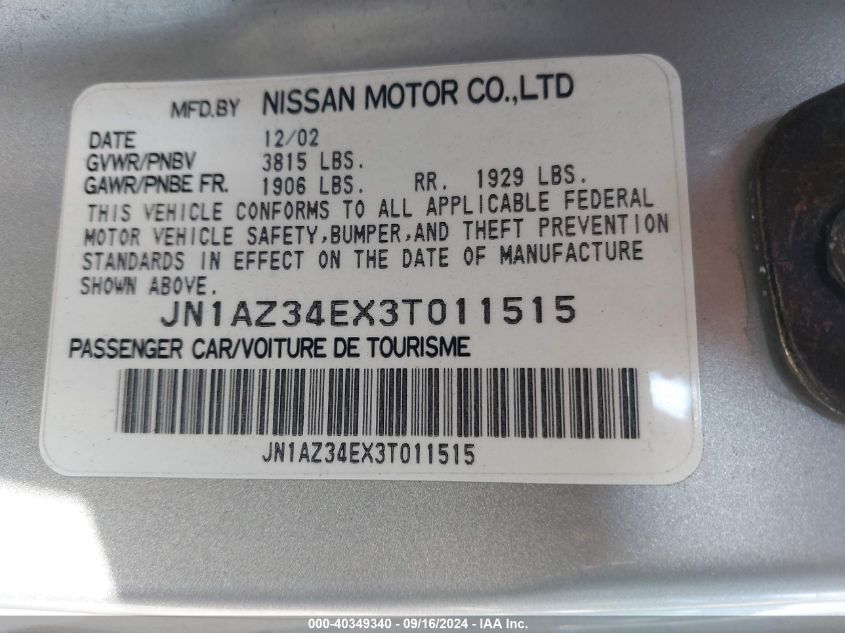 MFD.BY NISSAN MOTOR CO.,LTD
DATE 12/02
GVWR/PNBV 3815 LBS.
GAWR/PNBE FR. 1906 LBS. RR. 1929 LBS.
THIS VEHICLE CONFORMS TO ALL APPLICABLE FEDERAL
MOTOR VEHICLE SAFETY,BUMPER,AND THEFT PREVENTION
STANDARDS IN EFFECT ON THE DATE OF MANUFACTURE
SHOWN ABOVE.
JN1AZ34EX3T011515
PASSENGER CAR/VOITURE DE TOURISME
JN1AZ34EX3T011515
000-40349340 - 09/16/2024 - IAA Inc.